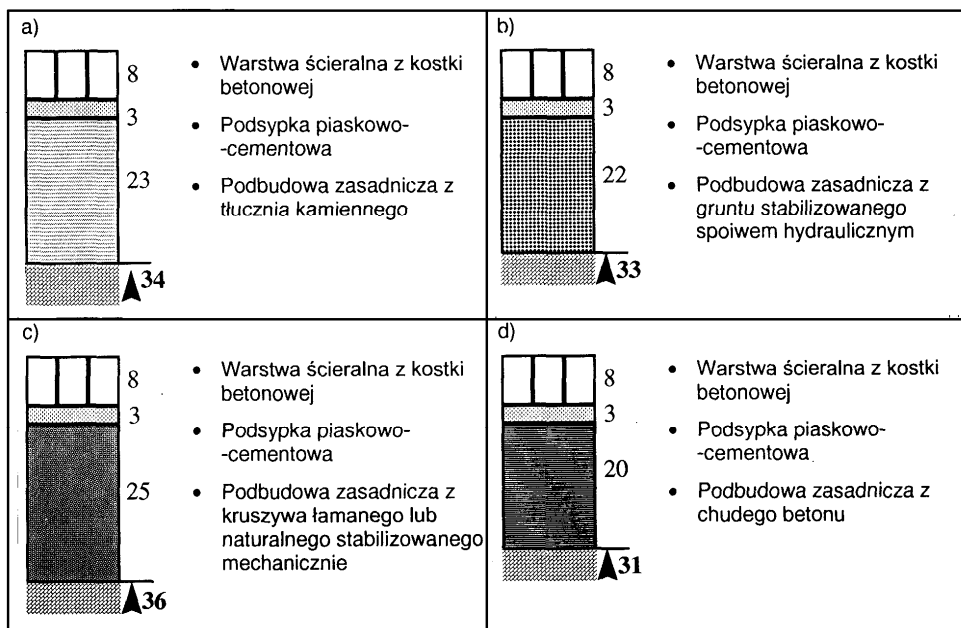 a)
8
3
23
34
• Warstwa ścieralna z kostki
betonowej
• Podsypka piaskowo-
-cementowa
• Podbudowa zasadnicza z
tłucznia kamiennego
b)
8
3
22
33
• Warstwa ścieralna z kostki
betonowej
• Podsypka piaskowo-
-cementowa
• Podbudowa zasadnicza z
gruntu stabilizowanego
spoiwem hydraulicznym
c)
8
3
25
36
• Warstwa ścieralna z kostki
betonowej
• Podsypka piaskowo-
-cementowa
• Podbudowa zasadnicza z
kruszywa łamanego lub
naturalnego stabilizowanego
mechanicznie
d)
8
3
20
31
• Warstwa ścieralna z kostki
betonowej
• Podsypka piaskowo-
-cementowa
• Podbudowa zasadnicza z
chudego betonu